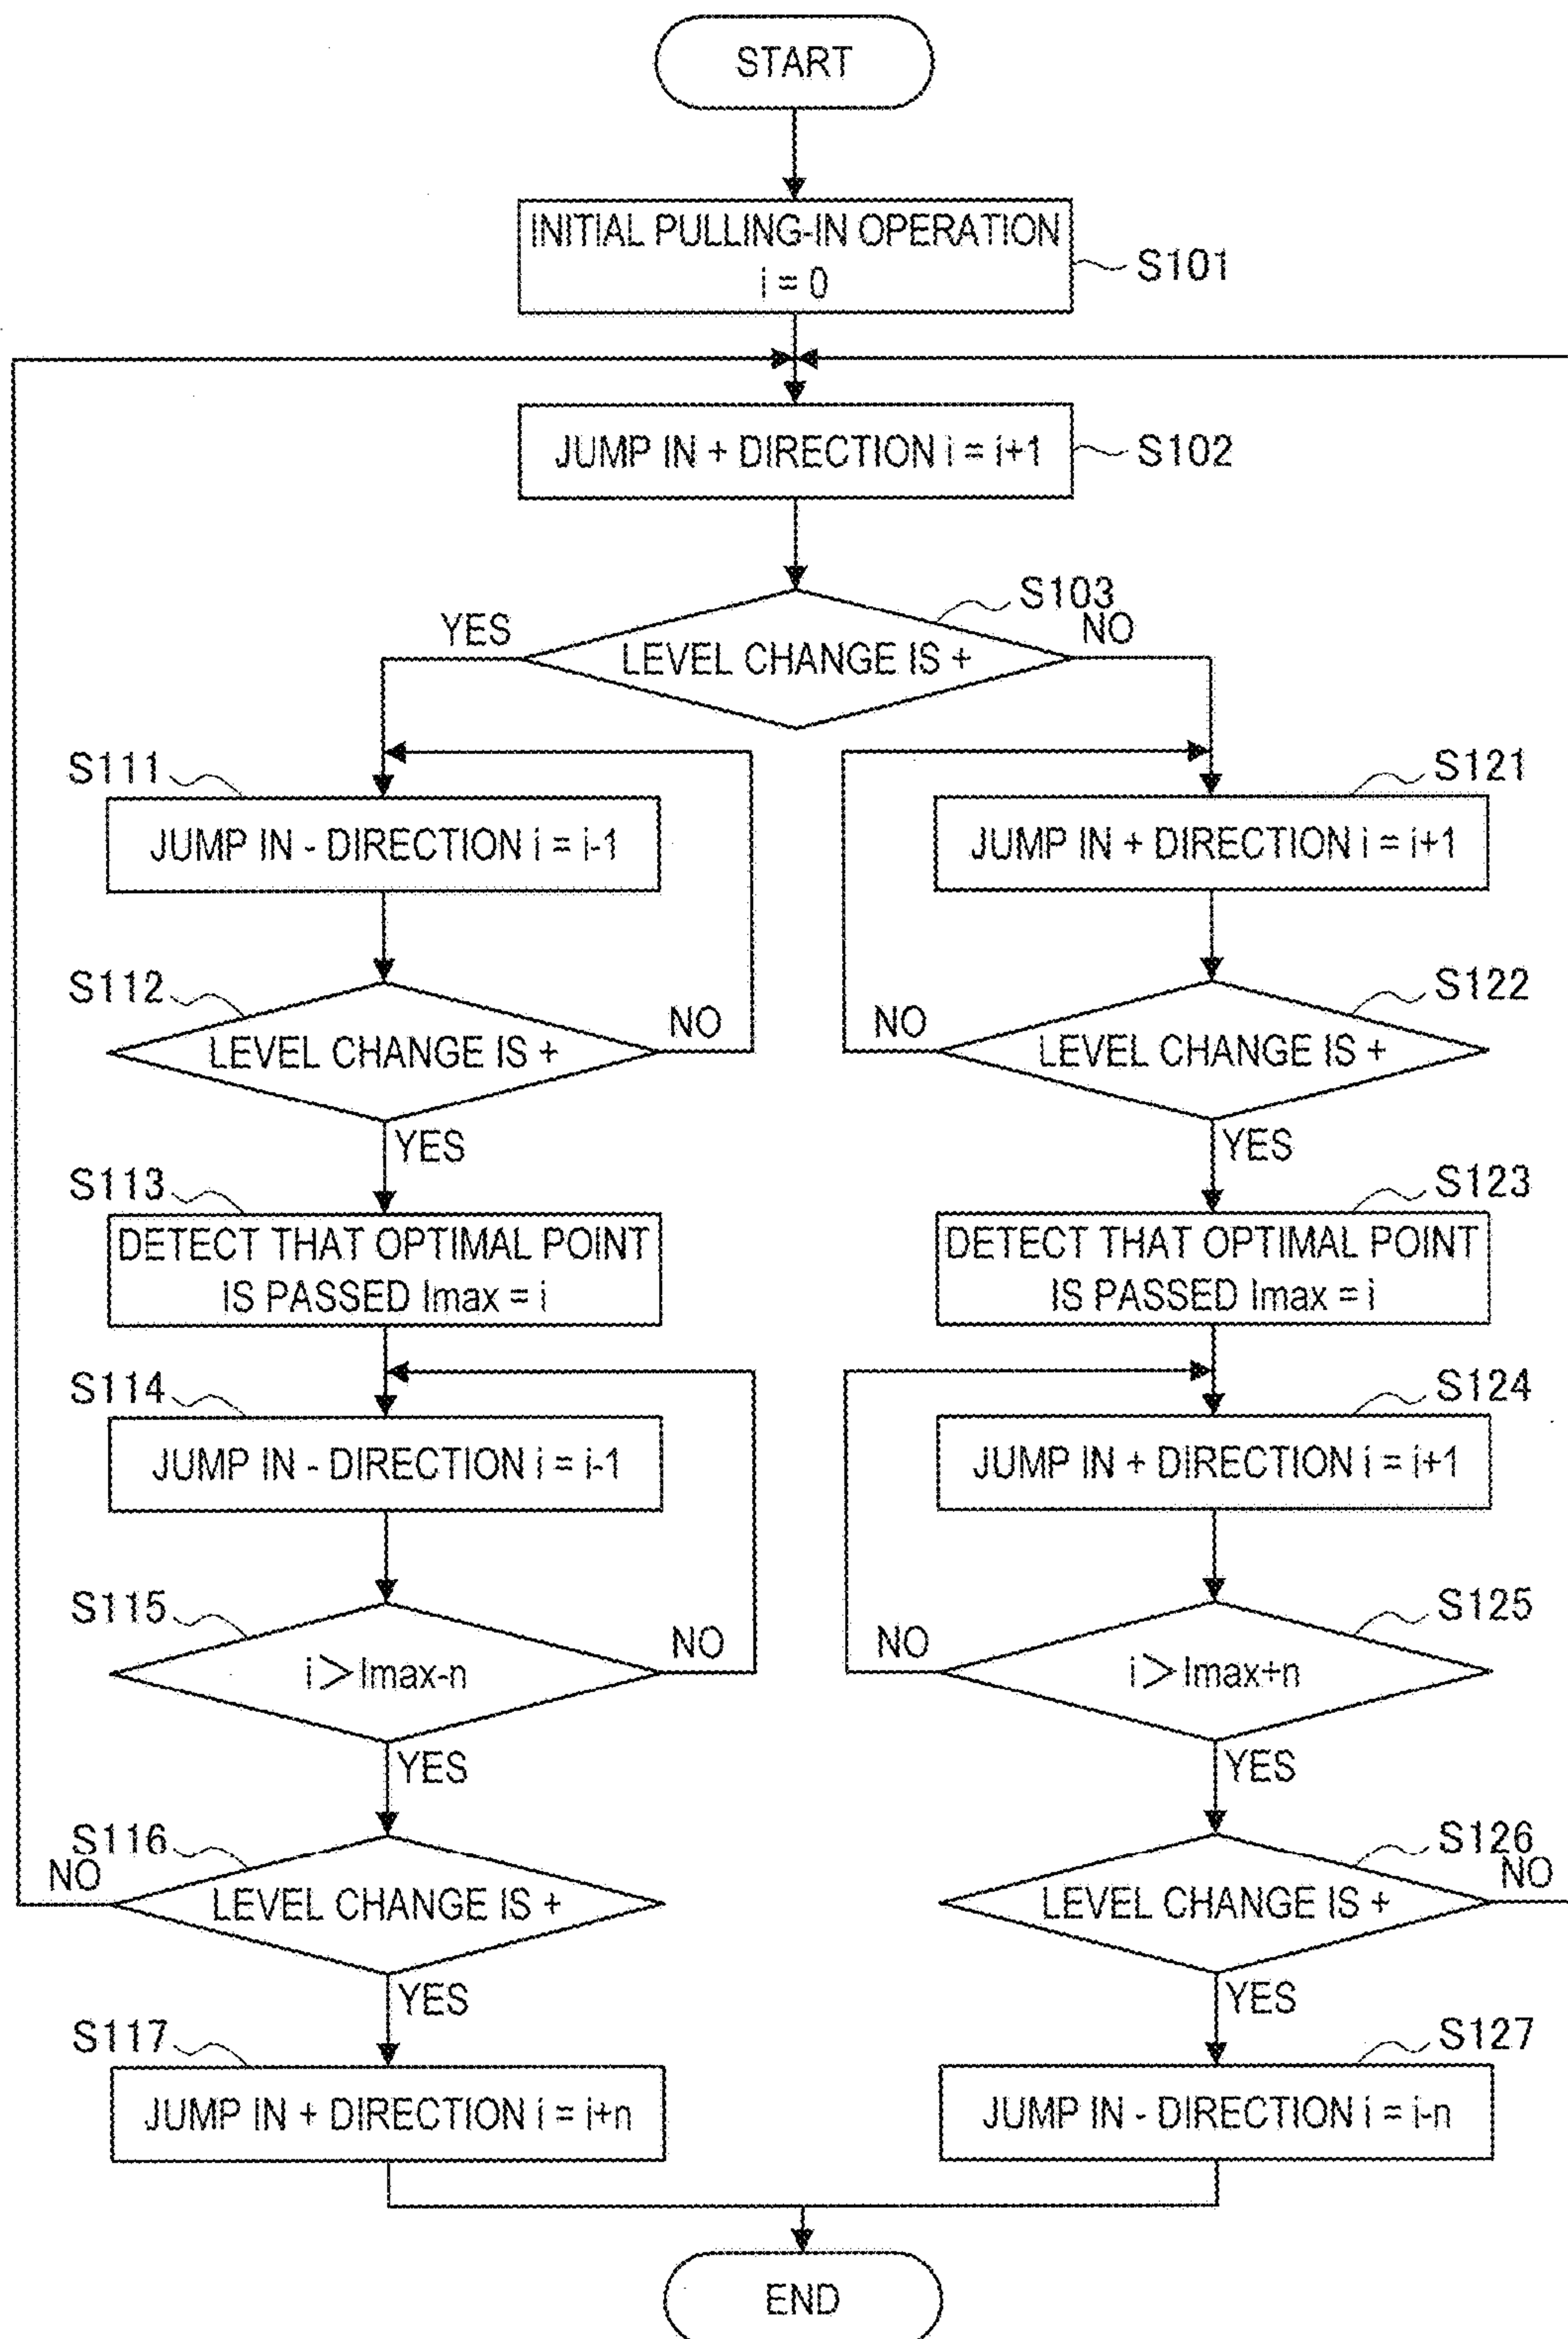 START
INITIAL PULLING-IN OPERATION
i = 0
S101
JUMP IN + DIRECTION i = i+1
S102
S103
YES
NO
LEVEL CHANGE IS +
S111
JUMP IN - DIRECTION i = i-1
S121
JUMP IN + DIRECTION i = i+1
S112
LEVEL CHANGE IS +
NO
YES
S122
LEVEL CHANGE IS +
NO
YES
S113
DETECT THAT OPTIMAL POINT
IS PASSED Imax = i
S123
DETECT THAT OPTIMAL POINT
IS PASSED Imax = i
S114
JUMP IN - DIRECTION i = i-1
S124
JUMP IN + DIRECTION i = i+1
S115
i > Imax-n
NO
YES
S125
i > Imax+n
NO
YES
S116
NO
LEVEL CHANGE IS +
YES
S126
NO
LEVEL CHANGE IS +
YES
S117
JUMP IN + DIRECTION i = i+n
S127
JUMP IN - DIRECTION i = i-n
END